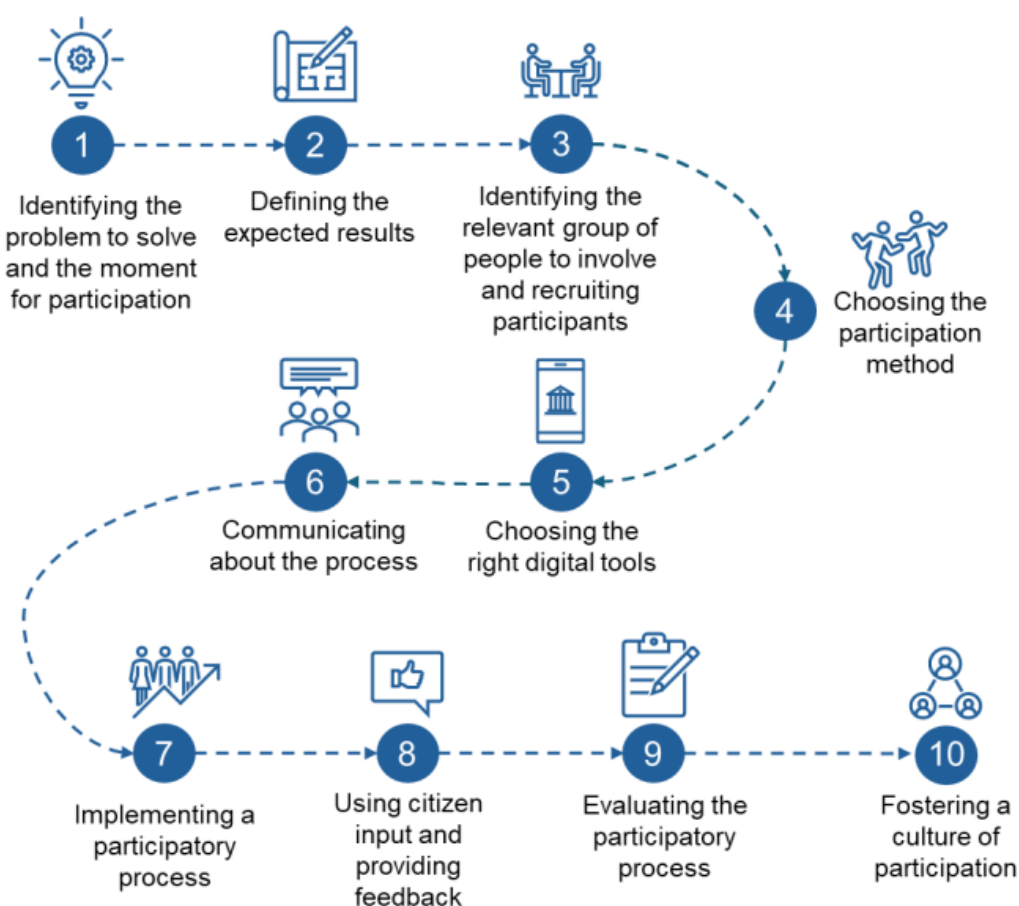 1
Identifying the
problem to solve
and the moment
for participation
2
Defining the
expected results
3
Identifying the
relevant group of
people to involve
and recruiting
participants
4
Choosing the
participation
method
5
Choosing the
right digital tools
6
Communicating
about the process
7
Implementing a
participatory
process
8
Using citizen
input and
providing
feedback
9
Evaluating the
participatory
process
10
Fostering a
culture of
participation